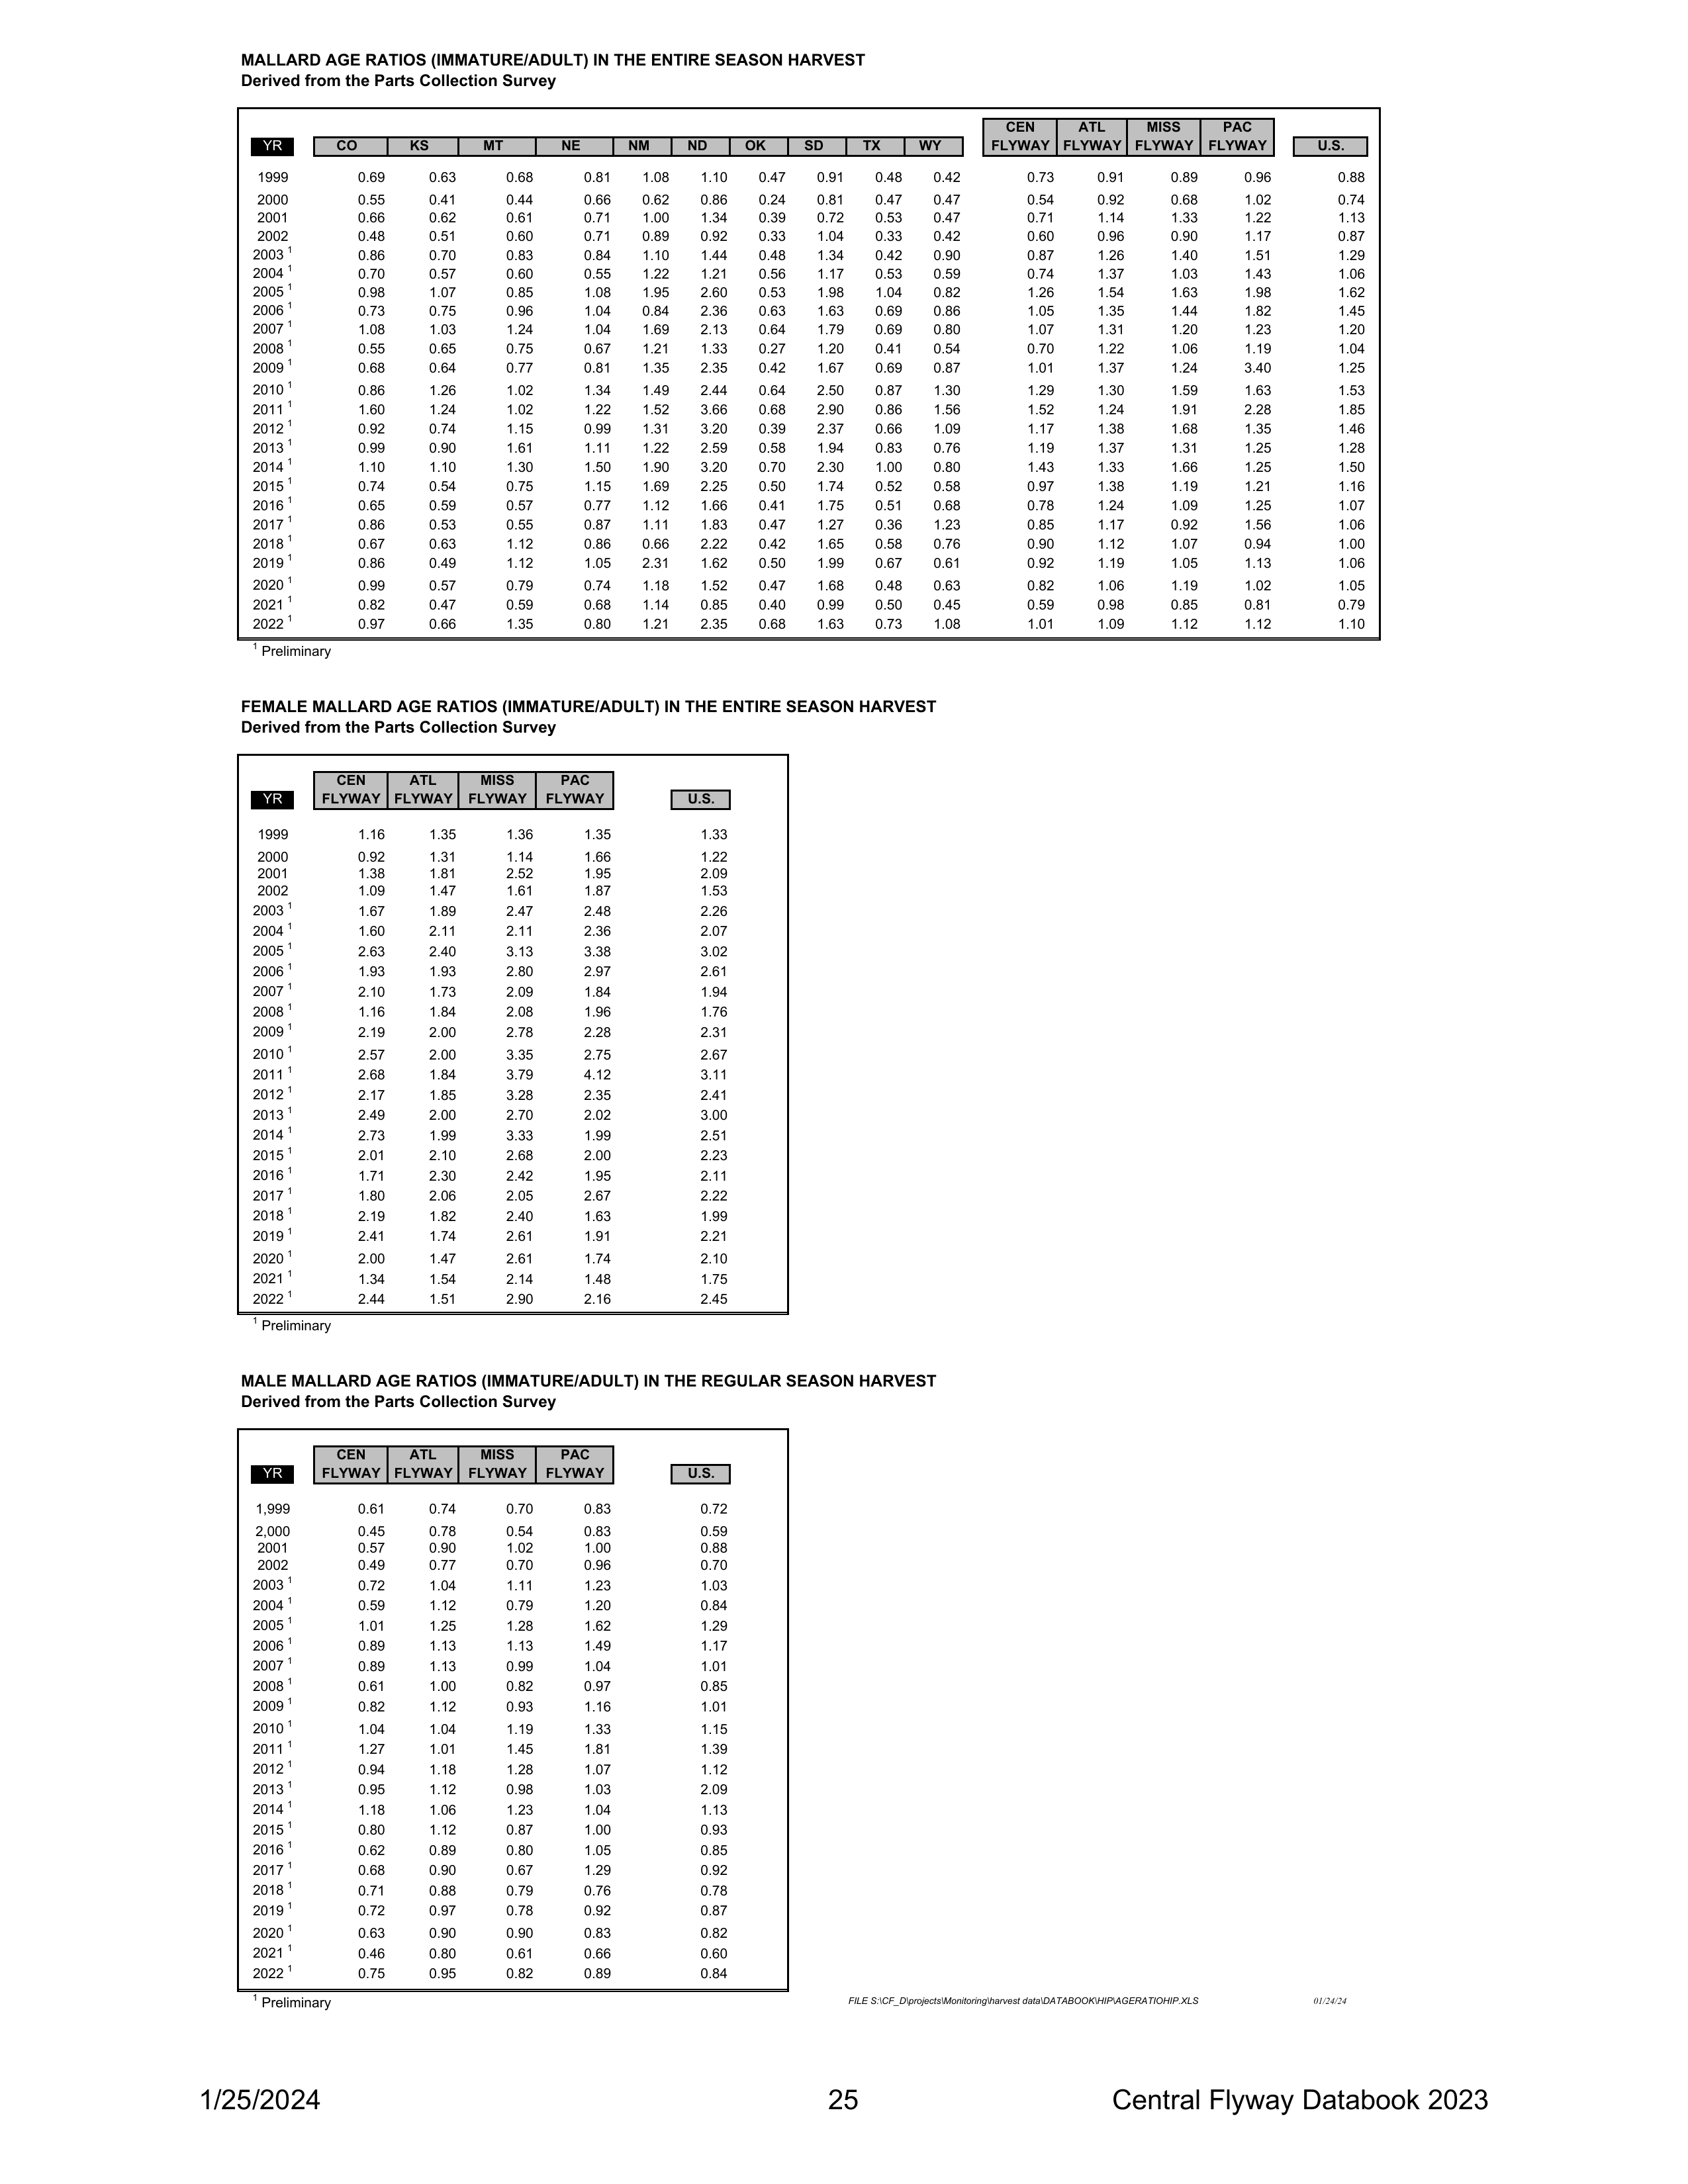 MALLARD AGE RATIOS (IMMATURE/ADULT) IN THE ENTIRE SEASON HARVEST
Derived from the Parts Collection Survey
CEN ATL MISS PAC
YR CO KS MT NE NM ND OK SD TX WY FLYWAY FLYWAY FLYWAY FLYWAY U.S.
1999 0.69 0.63 0.68 0.81 1.08 1.10 0.47 0.91 0.48 0.42 0.73 0.91 0.89 0.96 0.88
2000 0.55 0.41 0.44 0.66 0.62 0.86 0.24 0.81 0.47 0.47 0.54 0.92 0.68 1.02 0.74
2001 0.66 0.62 0.61 0.71 1.00 1.34 0.39 0.72 0.53 0.47 0.71 1.14 1.33 1.22 1.13
2002 0.48 0.51 0.60 0.71 0.89 0.92 0.33 1.04 0.33 0.42 0.60 0.96 0.90 1.17 0.87
2003 1 0.86 0.70 0.83 0.84 1.10 1.44 0.48 1.34 0.42 0.90 0.87 1.26 1.40 1.51 1.29
2004 1 0.70 0.57 0.60 0.55 1.22 1.21 0.56 1.17 0.53 0.59 0.74 1.37 1.03 1.43 1.06
2005 1 0.98 1.07 0.85 1.08 1.95 2.60 0.53 1.98 1.04 0.82 1.26 1.54 1.63 1.98 1.62
2006 1 0.73 0.75 0.96 1.04 0.84 2.36 0.63 1.63 0.69 0.86 1.05 1.35 1.44 1.82 1.45
2007 1 1.08 1.03 1.24 1.04 1.69 2.13 0.64 1.79 0.69 0.80 1.07 1.31 1.20 1.23 1.20
2008 1 0.55 0.65 0.75 0.67 1.21 1.33 0.27 1.20 0.41 0.54 0.70 1.22 1.06 1.19 1.04
2009 1 0.68 0.64 0.77 0.81 1.35 2.35 0.42 1.67 0.69 0.87 1.01 1.37 1.24 3.40 1.25
2010 1 0.86 1.26 1.02 1.34 1.49 2.44 0.64 2.50 0.87 1.30 1.29 1.30 1.59 1.63 1.53
2011 1 1.60 1.24 1.02 1.22 1.52 3.66 0.68 2.90 0.86 1.56 1.52 1.24 1.91 2.28 1.85
2012 1 0.92 0.74 1.15 0.99 1.31 3.20 0.39 2.37 0.66 1.09 1.17 1.38 1.68 1.35 1.46
2013 1 0.99 0.90 1.61 1.11 1.22 2.59 0.58 1.94 0.83 0.76 1.19 1.37 1.31 1.25 1.28
2014 1 1.10 1.10 1.30 1.50 1.90 3.20 0.70 2.30 1.00 0.80 1.43 1.33 1.66 1.25 1.50
2015 1 0.74 0.54 0.75 1.15 1.69 2.25 0.50 1.74 0.52 0.58 0.97 1.38 1.19 1.21 1.16
2016 1 0.65 0.59 0.57 0.77 1.12 1.66 0.41 1.75 0.51 0.68 0.78 1.24 1.09 1.25 1.07
2017 1 0.86 0.53 0.55 0.87 1.11 1.83 0.47 1.27 0.36 1.23 0.85 1.17 0.92 1.56 1.06
2018 1 0.67 0.63 1.12 0.86 0.66 2.22 0.42 1.65 0.58 0.76 0.90 1.12 1.07 0.94 1.00
2019 1 0.86 0.49 1.12 1.05 2.31 1.62 0.50 1.99 0.67 0.61 0.92 1.19 1.05 1.13 1.06
2020 1 0.99 0.57 0.79 0.74 1.18 1.52 0.47 1.68 0.48 0.63 0.82 1.06 1.19 1.02 1.05
2021 1 0.82 0.47 0.59 0.68 1.14 0.85 0.40 0.99 0.50 0.45 0.59 0.98 0.85 0.81 0.79
2022 1 0.97 0.66 1.35 0.80 1.21 2.35 0.68 1.63 0.73 1.08 1.01 1.09 1.12 1.12 1.10
1 Preliminary
FEMALE MALLARD AGE RATIOS (IMMATURE/ADULT) IN THE ENTIRE SEASON HARVEST
Derived from the Parts Collection Survey
CEN ATL MISS PAC
YR FLYWAY FLYWAY FLYWAY FLYWAY U.S.
1999 1.16 1.35 1.36 1.35 1.33
2000 0.92 1.31 1.14 1.66 1.22
2001 1.38 1.81 2.52 1.95 2.09
2002 1.09 1.47 1.61 1.87 1.53
2003 1 1.67 1.89 2.47 2.48 2.26
2004 1 1.60 2.11 2.11 2.36 2.07
2005 1 2.63 2.40 3.13 3.38 3.02
2006 1 1.93 1.93 2.80 2.97 2.61
2007 1 2.10 1.73 2.09 1.84 1.94
2008 1 1.16 1.84 2.08 1.96 1.76
2009 1 2.19 2.00 2.78 2.28 2.31
2010 1 2.57 2.00 3.35 2.75 2.67
2011 1 2.68 1.84 3.79 4.12 3.11
2012 1 2.17 1.85 3.28 2.35 2.41
2013 1 2.49 2.00 2.70 2.02 3.00
2014 1 2.73 1.99 3.33 1.99 2.51
2015 1 2.01 2.10 2.68 2.00 2.23
2016 1 1.71 2.30 2.42 1.95 2.11
2017 1 1.80 2.06 2.05 2.67 2.22
2018 1 2.19 1.82 2.40 1.63 1.99
2019 1 2.41 1.74 2.61 1.91 2.21
2020 1 2.00 1.47 2.61 1.74 2.10
2021 1 1.34 1.54 2.14 1.48 1.75
2022 1 2.44 1.51 2.90 2.16 2.45
1 Preliminary
MALE MALLARD AGE RATIOS (IMMATURE/ADULT) IN THE REGULAR SEASON HARVEST
Derived from the Parts Collection Survey
CEN ATL MISS PAC
YR FLYWAY FLYWAY FLYWAY FLYWAY U.S.
1,999 0.61 0.74 0.70 0.83 0.72
2,000 0.45 0.78 0.54 0.83 0.59
2001 0.57 0.90 1.02 1.00 0.88
2002 0.49 0.77 0.70 0.96 0.70
2003 1 0.72 1.04 1.11 1.23 1.03
2004 1 0.59 1.12 0.79 1.20 0.84
2005 1 1.01 1.25 1.28 1.62 1.29
2006 1 0.89 1.13 1.13 1.49 1.17
2007 1 0.89 1.13 0.99 1.04 1.01
2008 1 0.61 1.00 0.82 0.97 0.85
2009 1 0.82 1.12 0.93 1.16 1.01
2010 1 1.04 1.04 1.19 1.33 1.15
2011 1 1.27 1.01 1.45 1.81 1.39
2012 1 0.94 1.18 1.28 1.07 1.12
2013 1 0.95 1.12 0.98 1.03 2.09
2014 1 1.18 1.06 1.23 1.04 1.13
2015 1 0.80 1.12 0.87 1.00 0.93
2016 1 0.62 0.89 0.80 1.05 0.85
2017 1 0.68 0.90 0.67 1.29 0.92
2018 1 0.71 0.88 0.79 0.76 0.78
2019 1 0.72 0.97 0.78 0.92 0.87
2020 1 0.63 0.90 0.90 0.83 0.82
2021 1 0.46 0.80 0.61 0.66 0.60
2022 1 0.75 0.95 0.82 0.89 0.84
1 Preliminary FILE S:\CF_D\projects\Monitoring\harvest data\DATABOOK\HIP\AGERATIOHIP.XLS 01/24/24
1/25/2024 25 Central Flyway Databook 2023